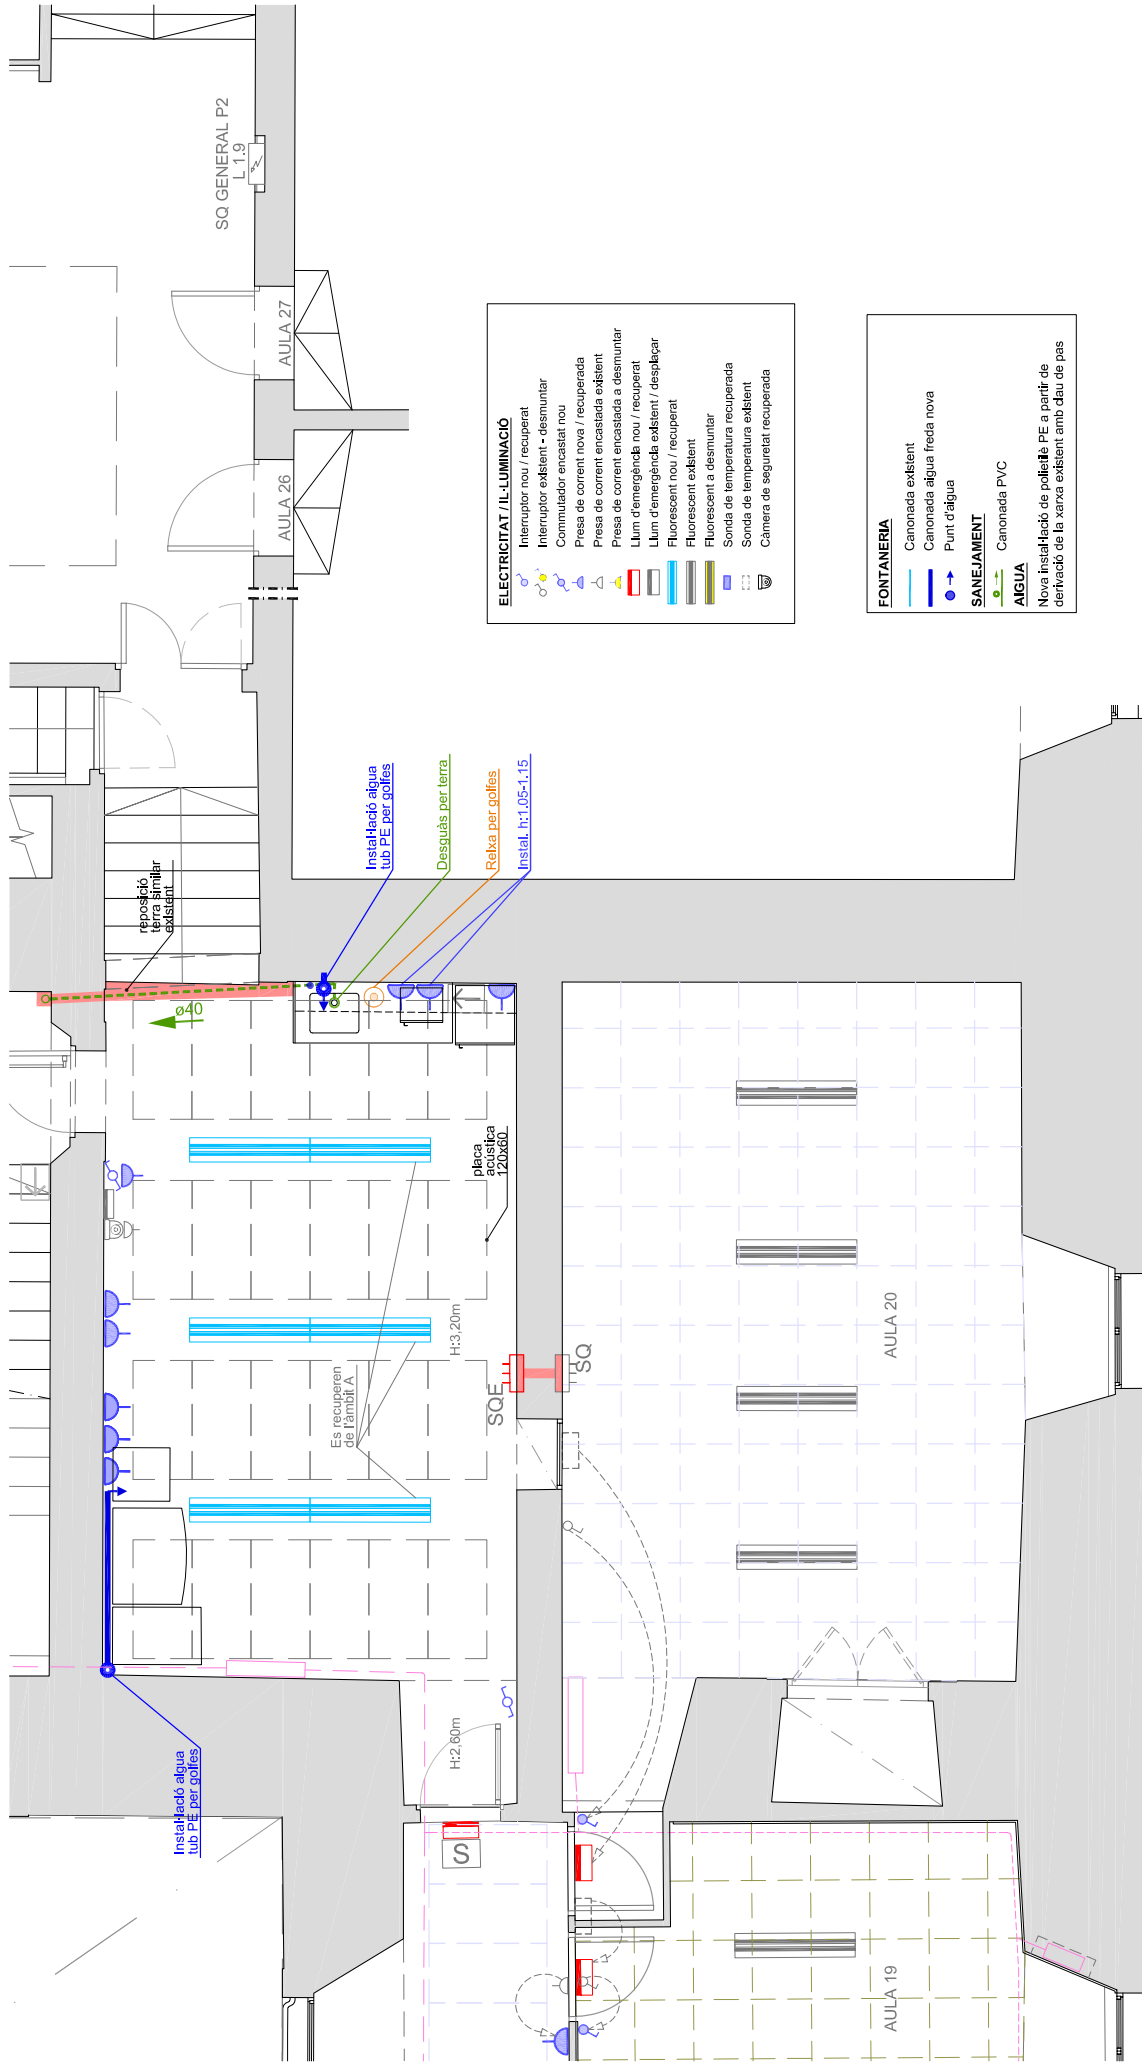 SQ GENERAL P2
L 1.9
AULA 27
AULA 26
ELECTRICITAT / IL·LUMINACIÓ
Interruptor nou / recuperat
Interruptor existent - desmuntar
Commutador encastat nou
Presa de corrent nova / recuperada
Presa de corrent encastada existent
Presa de corrent encastada a desmuntar
Llum d'emergència nou / recuperat
Llum d'emergència existent / desplaçar
Fluorescent nou / recuperat
Fluorescent existent
Fluorescent a desmuntar
Sonda de temperatura recuperada
Sonda de temperatura existent
Càmera de seguretat recuperada
FONTANERIA
Canonada existent
Canonada aigua freda nova
Punt d'aigua
SANEJAMENT
Canonada PVC
AIGUA
Nova instal·lació de polietilè PE a partir de
derivació de la xarxa existent amb clau de pas
reposició
terra similar
existent
Instal·lació aigua
tub PE per golfes
Desguàs per terra
Reixa per golfes
Instal. h:1.05-1.15
ø40
placa
acústica
120x60
Es recuperen
de l'àmbit A
H:3,20m
SQE
SQ
AULA 20
H:2,60m
Instal·lació aigua
tub PE per golfes
S
AULA 19